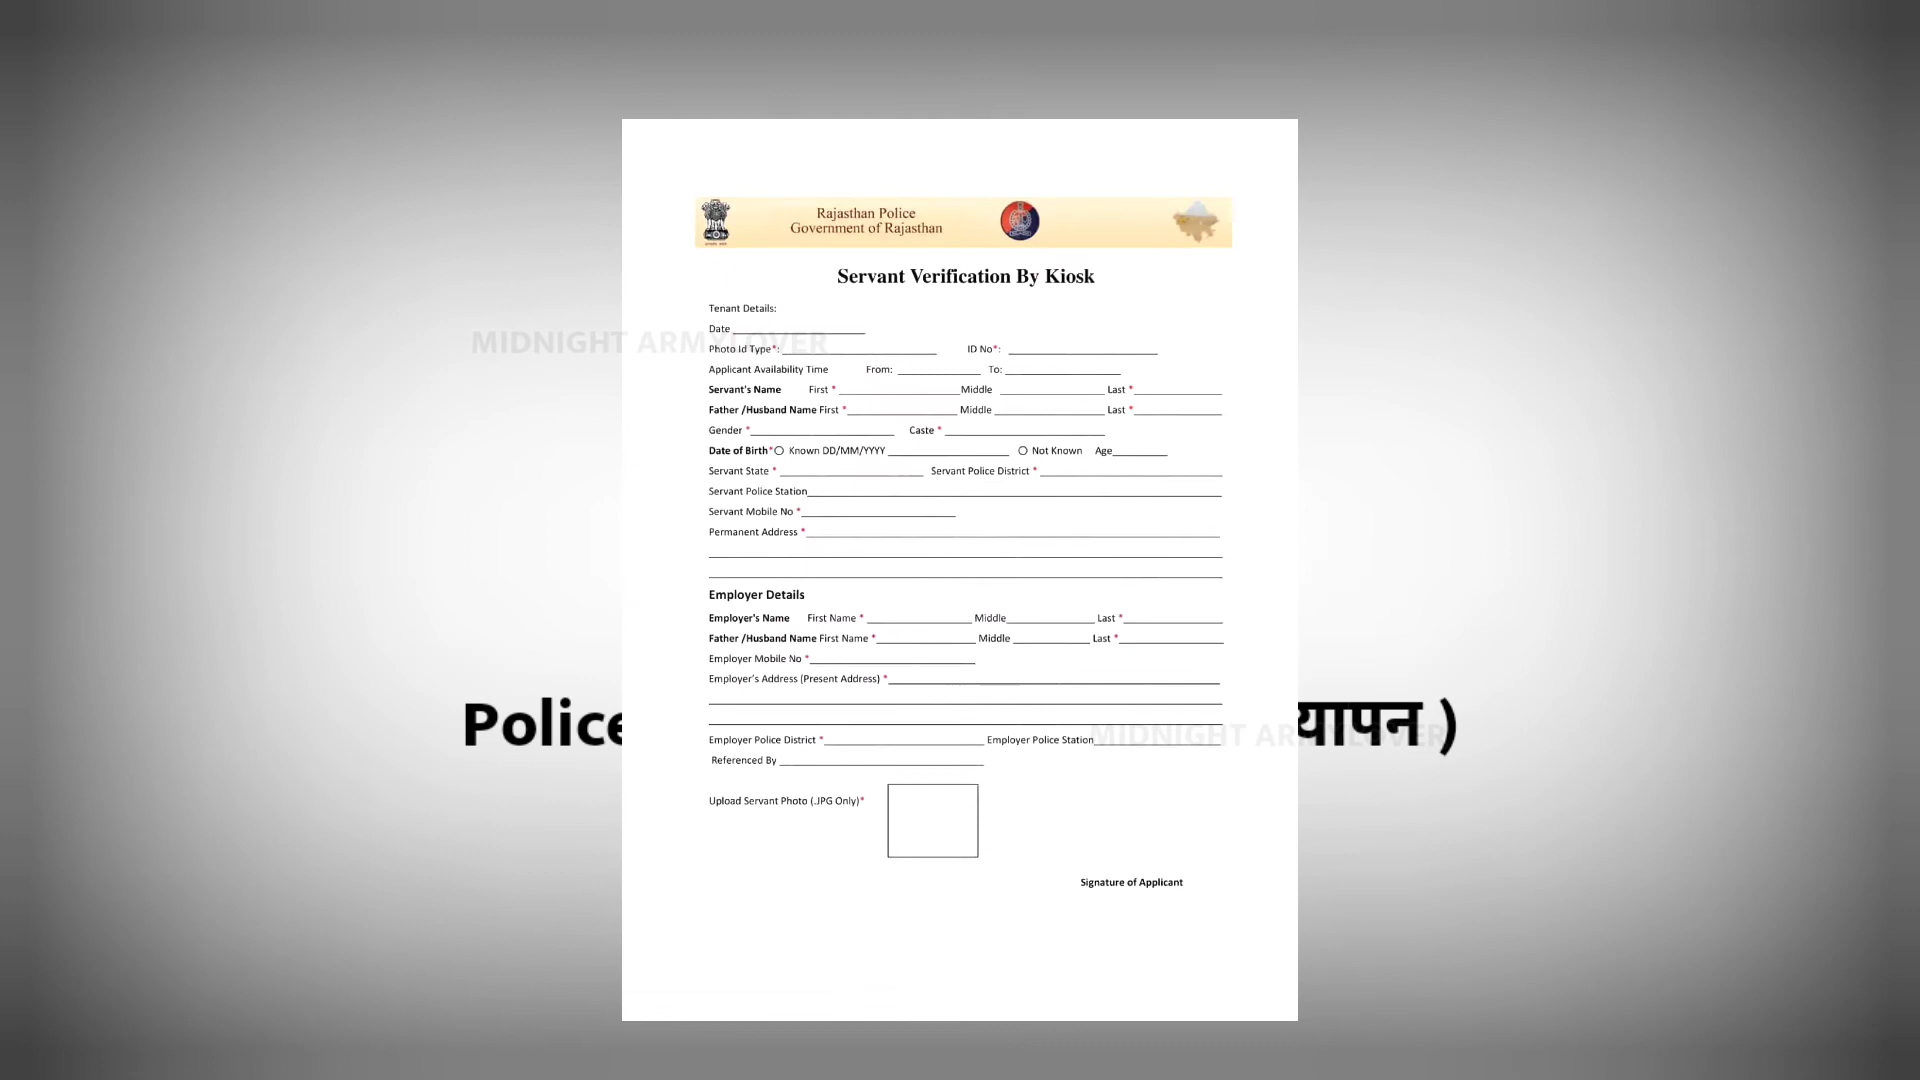 Rajasthan Police
Government of Rajasthan
Servant Verification By Kiosk
Tenant Details:
Date
MIDNIGHT ARMYLOVER
Photo Id Type*: ID No*:
Applicant Availability Time From: To:
Servant's Name First * Middle Last *
Father /Husband Name First * Middle Last *
Gender * Caste *
Date of Birth* Known DD/MM/YYYY Not Known Age
Servant State * Servant Police District *
Servant Police Station
Servant Mobile No *
Permanent Address *
Employer Details
Employer's Name First Name * Middle Last *
Father /Husband Name First Name * Middle Last *
Employer Mobile No *
Employer’s Address (Present Address) *
Police यापन )
Employer Police District * Employer Police Station
MIDNIGHT ARMYLOVER
Referenced By
Upload Servant Photo (.JPG Only)*
Signature of Applicant